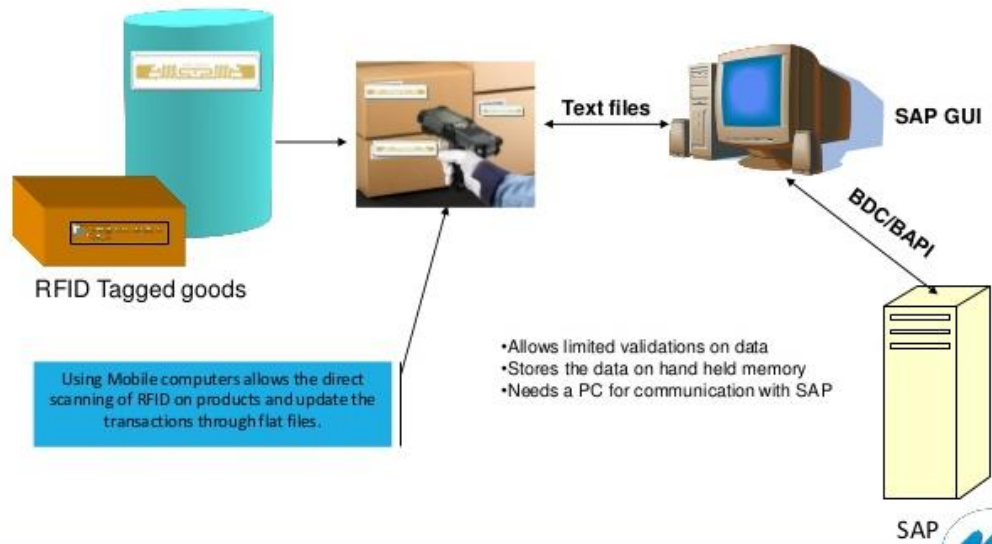 Text files
SAP GUI
BDC/BAPI
RFID Tagged goods
Using Mobile computers allows the direct
scanning of RFID on products and update the
transactions through flat files.
•Allows limited validations on data
•Stores the data on hand held memory
•Needs a PC for communication with SAP
SAP